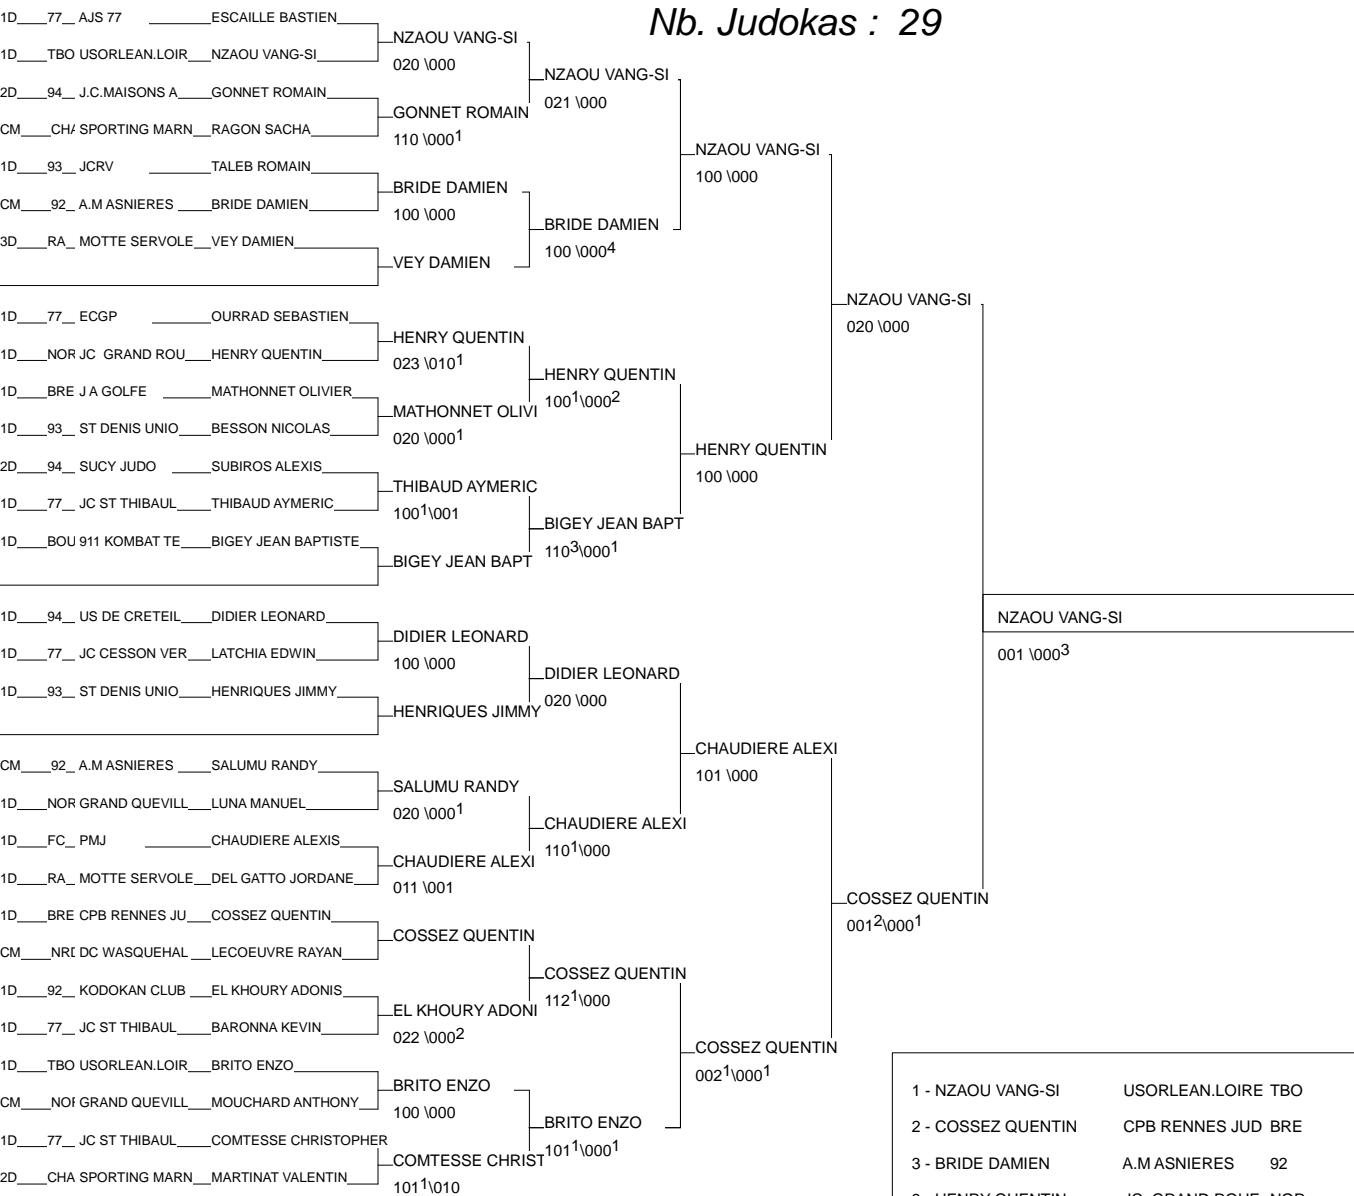 Nb. Judokas : 29
1D 77 AJS 77 ESCAILLE BASTIEN
1D TBO USORLEAN.LOIR NZAOU VANG-SI
2D 94 J.C.MAISONS A GONNET ROMAIN
CM CHA SPORTING MARN RAGON SACHA
1D 93 JCRV TALEB ROMAIN
CM 92 A.M ASNIERES BRIDE DAMIEN
3D RA MOTTE SERVOLE VEY DAMIEN
1D 77 ECGP OURRAD SEBASTIEN
1D NOR JC GRAND ROU HENRY QUENTIN
1D BRE J A GOLFE MATHONNET OLIVIER
1D 93 ST DENIS UNIO BESSON NICOLAS
2D 94 SUCY JUDO SUBIROS ALEXIS
1D 77 JC ST THIBAUL THIBAUD AYMERIC
1D BOU 911 KOMBAT TE BIGEY JEAN BAPTISTE
1D 94 US DE CRETEIL DIDIER LEONARD
1D 77 JC CESSON VER LATCHIA EDWIN
1D 93 ST DENIS UNIO HENRIQUES JIMMY
CM 92 A.M ASNIERES SALUMU RANDY
1D NOR GRAND QUEVILL LUNA MANUEL
1D FC PMJ CHAUDIERE ALEXIS
1D RA MOTTE SERVOLE DEL GATTO JORDANE
1D BRE CPB RENNES JU COSSEZ QUENTIN
CM NRD DC WASQUEHAL LECOEUVRE RAYAN
1D 92 KODOKAN CLUB EL KHOURY ADONIS
1D 77 JC ST THIBAUL BARONNA KEVIN
1D TBO USORLEAN.LOIR BRITO ENZO
CM NOR GRAND QUEVILL MOUCHARD ANTHONY
1D 77 JC ST THIBAUL COMTESSE CHRISTOPHER
2D CHA SPORTING MARN MARTINAT VALENTIN
NZAOU VANG-SI
020 \000
GONNET ROMAIN
110 \000¹
BRIDE DAMIEN
100 \000
VEY DAMIEN
HENRY QUENTIN
023 \010¹
MATHONNET OLIVI
020 \000¹
THIBAUD AYMERIC
100¹\001
BIGEY JEAN BAPT
DIDIER LEONARD
100 \000
HENRIQUES JIMMY
SALUMU RANDY
020 \000¹
CHAUDIERE ALEXI
011 \001
COSSEZ QUENTIN
EL KHOURY ADONI
022 \000²
BRITO ENZO
100 \000
COMTESSE CHRIST
101¹\010
NZAOU VANG-SI
021 \000
BRIDE DAMIEN
100 \000⁴
HENRY QUENTIN
100¹\000²
BIGEY JEAN BAPT
110³\000¹
DIDIER LEONARD
020 \000
CHAUDIERE ALEXI
110¹\000
COSSEZ QUENTIN
112¹\000
BRITO ENZO
101¹\000¹
NZAOU VANG-SI
100 \000
HENRY QUENTIN
100 \000
CHAUDIERE ALEXI
101 \000
COSSEZ QUENTIN
002¹\000¹
NZAOU VANG-SI
020 \000
COSSEZ QUENTIN
001²\000¹
NZAOU VANG-SI
001 \000³
1 - NZAOU VANG-SI USORLEAN.LOIRE TBO
2 - COSSEZ QUENTIN CPB RENNES JUD BRE
3 - BRIDE DAMIEN A.M ASNIERES 92